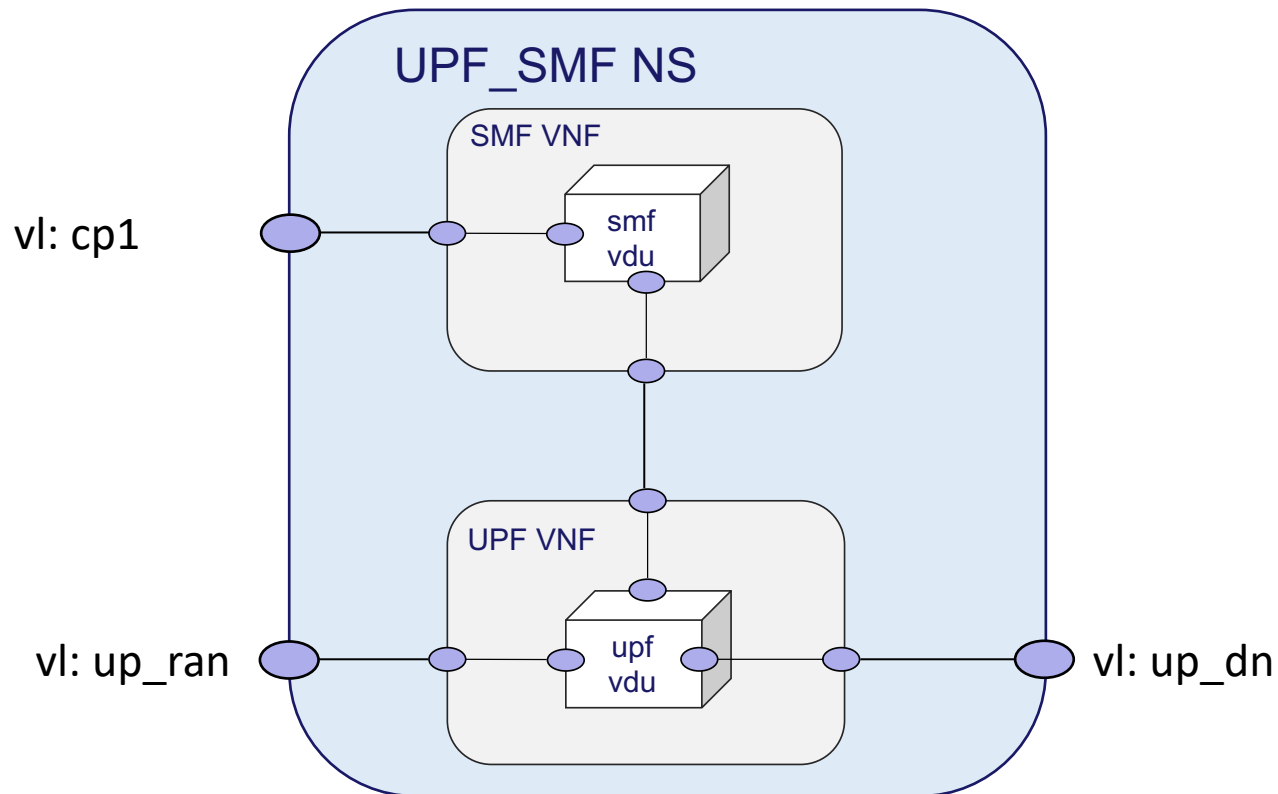 UPF_SMF NS
SMF VNF
smf
vdu
vl: cp1
UPF VNF
upf
vdu
vl: up_ran
vl: up_dn